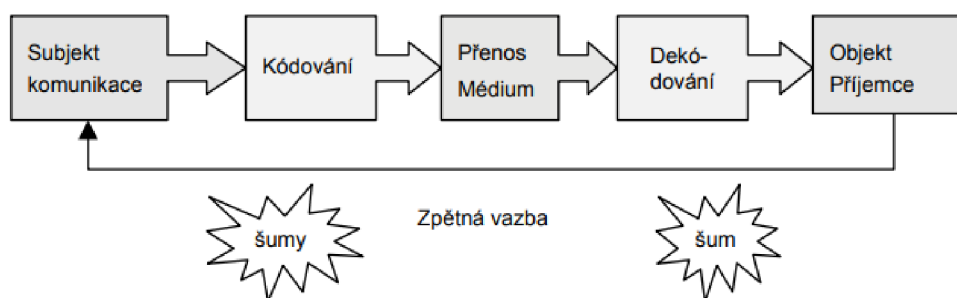 Subjekt
komunikace
Kódování
Přenos
Médium
Dekó-
dování
Objekt
Příjemce
Zpětná vazba
šumy
šum